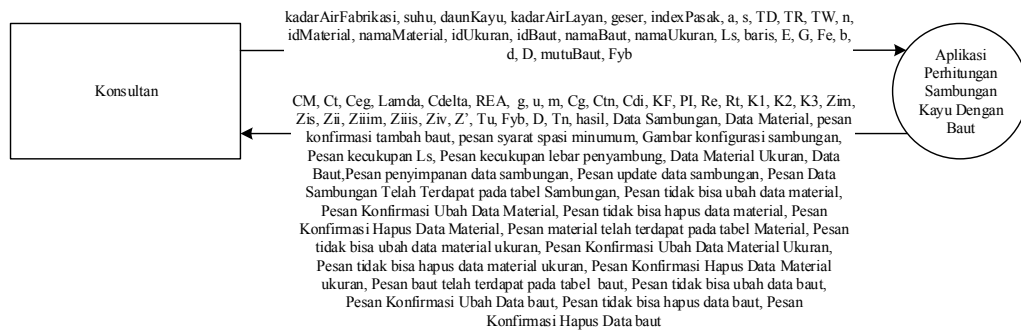 kadarAirFabrikasi, suhu, daunKayu, kadarAirLayan, geser, indexPasak, a, s, TD, TR, TW, n,
idMaterial, namaMaterial, idUkuran, idBaut, namaBaut, namaUkuran, Ls, baris, E, G, Fe, b,
d, D, mutuBaut, Fyb
Konsultan
Aplikasi
Perhitungan
Sambungan
Kayu Dengan
Baut
CM, Ct, Ceg, Lamda, Cdelta, REA, g, u, m, Cg, Ctn, Cdi, KF, PI, Re, Rt, K1, K2, K3, Zim,
Zis, Zii, Ziiim, Ziiis, Ziv, Z’, Tu, Fyb, D, Tn, hasil, Data Sambungan, Data Material, pesan
konfirmasi tambah baut, pesan syarat spasi minumum, Gambar konfigurasi sambungan,
Pesan kecukupan Ls, Pesan kecukupan lebar penyambung, Data Material Ukuran, Data
Baut,Pesan penyimpanan data sambungan, Pesan update data sambungan, Pesan Data
Sambungan Telah Terdapat pada tabel Sambungan, Pesan tidak bisa ubah data material,
Pesan Konfirmasi Ubah Data Material, Pesan tidak bisa hapus data material, Pesan
Konfirmasi Hapus Data Material, Pesan material telah terdapat pada tabel Material, Pesan
tidak bisa ubah data material ukuran, Pesan Konfirmasi Ubah Data Material Ukuran,
Pesan tidak bisa hapus data material ukuran, Pesan Konfirmasi Hapus Data Material
ukuran, Pesan baut telah terdapat pada tabel baut, Pesan tidak bisa ubah data baut,
Pesan Konfirmasi Ubah Data baut, Pesan tidak bisa hapus data baut, Pesan
Konfirmasi Hapus Data baut